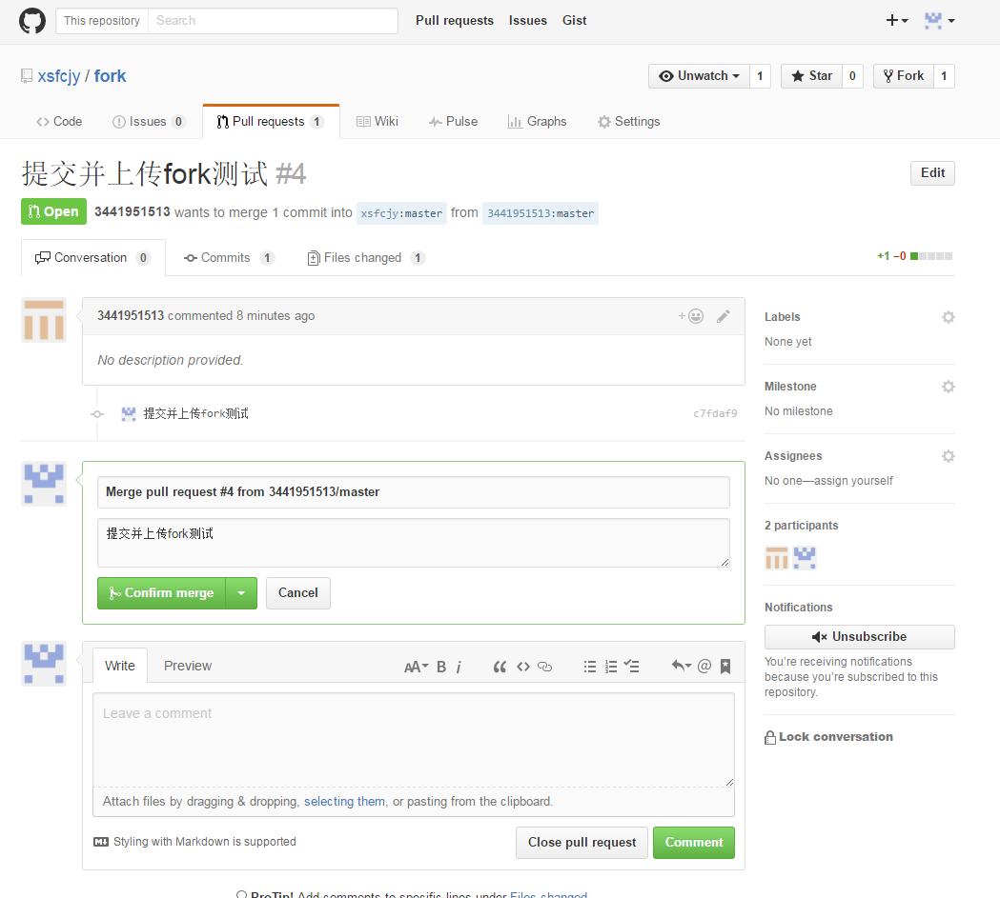 This repository Search Pull requests Issues Gist
xsfcjy / fork Unwatch 1 Star 0 Fork 1
Code Issues 0 Pull requests 1 Wiki Pulse Graphs Settings
提交并上传fork测试 #4 Edit
Open 3441951513 wants to merge 1 commit into xsfcjy:master from 3441951513:master
Conversation 0 Commits 1 Files changed 1 +1 −0
3441951513 commented 8 minutes ago
No description provided.
提交并上传fork测试 c7fdaf9
Merge pull request #4 from 3441951513/master
提交并上传fork测试
Confirm merge Cancel
Write Preview AA B i
Leave a comment
Attach files by dragging & dropping, selecting them, or pasting from the clipboard.
Styling with Markdown is supported
Close pull request Comment
ProTip! Add comments to specific lines under Files changed.
Labels
None yet
Milestone
No milestone
Assignees
No one—assign yourself
2 participants
Notifications
Unsubscribe
You're receiving notifications
because you're subscribed to this
repository.
Lock conversation